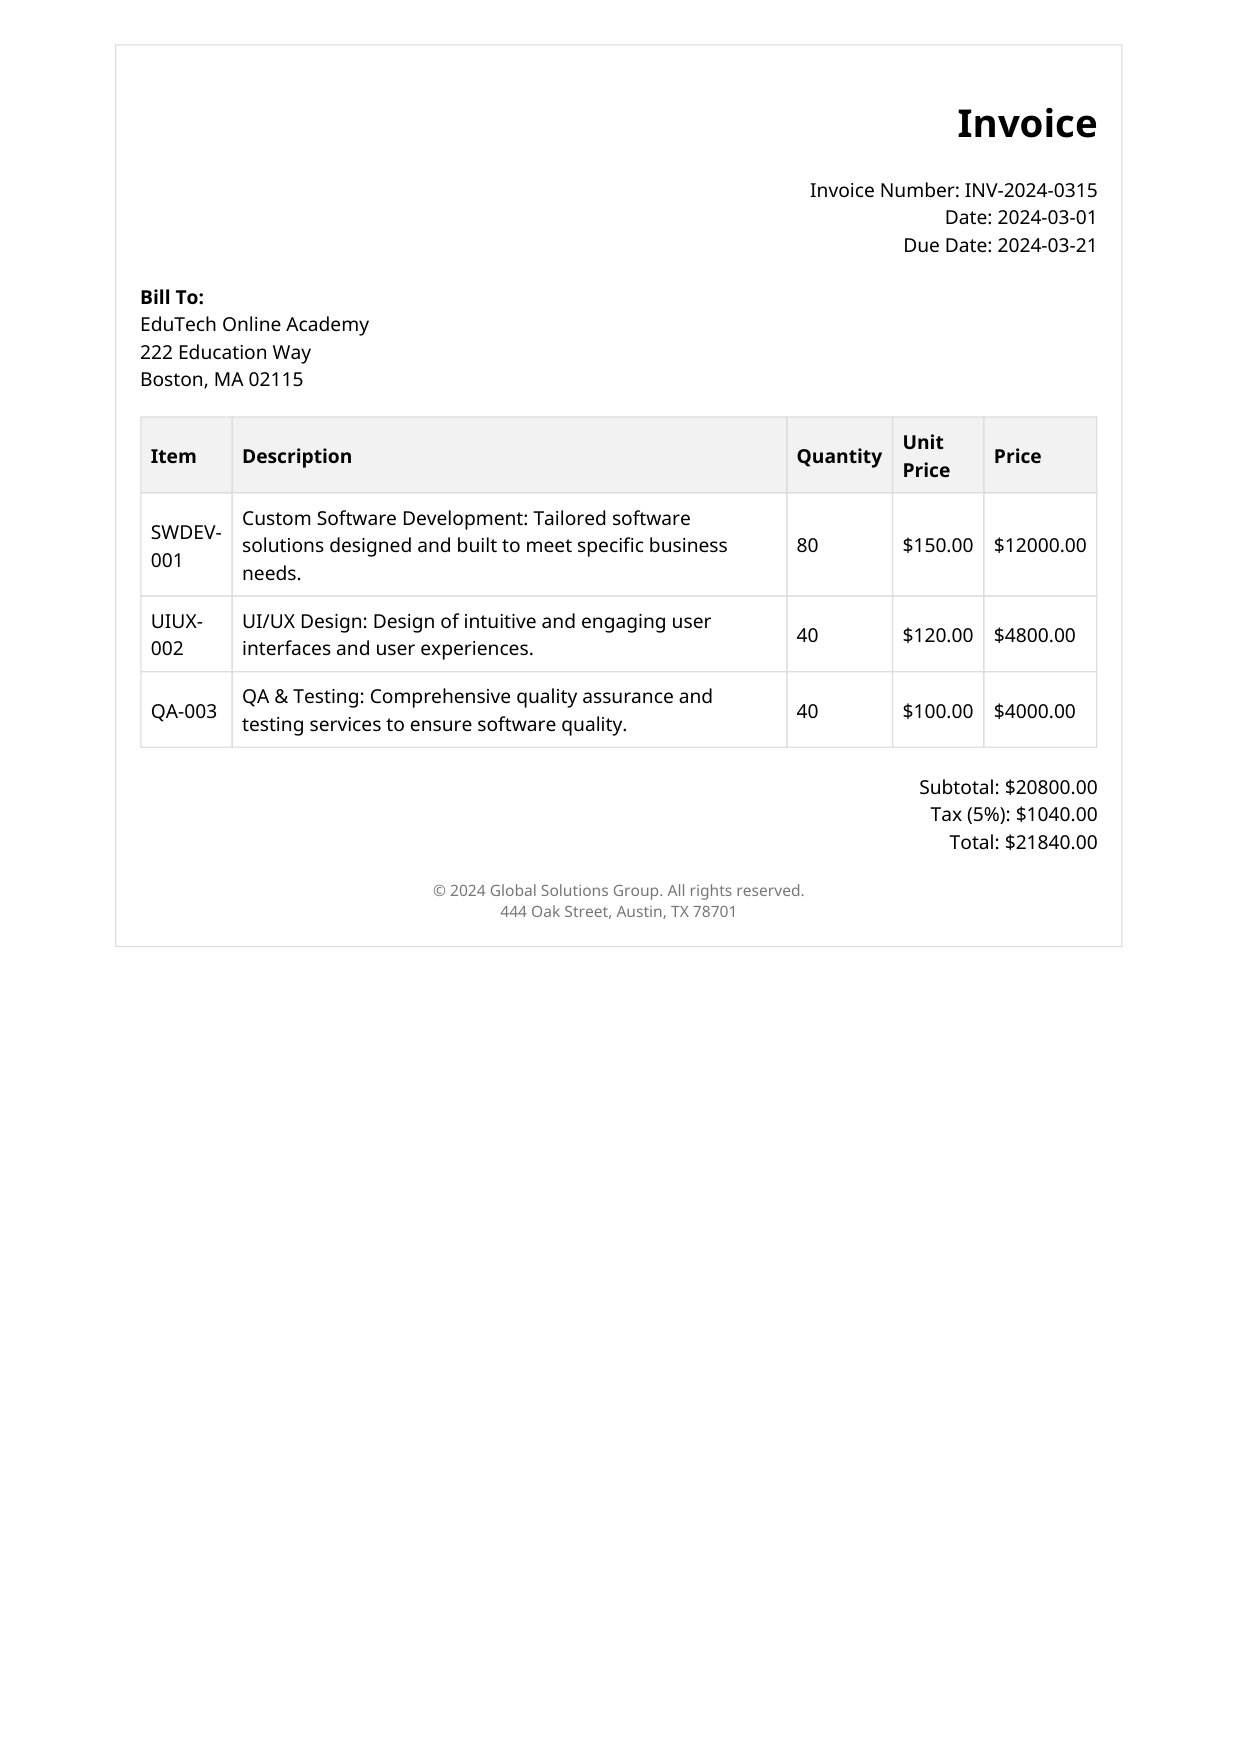 Invoice
Invoice Number: INV-2024-0315
Date: 2024-03-01
Due Date: 2024-03-21
Bill To:
EduTech Online Academy
222 Education Way
Boston, MA 02115
Item Description Quantity Unit Price Price
SWDEV-001 Custom Software Development: Tailored software
solutions designed and built to meet specific business
needs. 80 $150.00 $12000.00
UIUX-002 UI/UX Design: Design of intuitive and engaging user
interfaces and user experiences. 40 $120.00 $4800.00
QA-003 QA & Testing: Comprehensive quality assurance and
testing services to ensure software quality. 40 $100.00 $4000.00
Subtotal: $20800.00
Tax (5%): $1040.00
Total: $21840.00
© 2024 Global Solutions Group. All rights reserved.
444 Oak Street, Austin, TX 78701